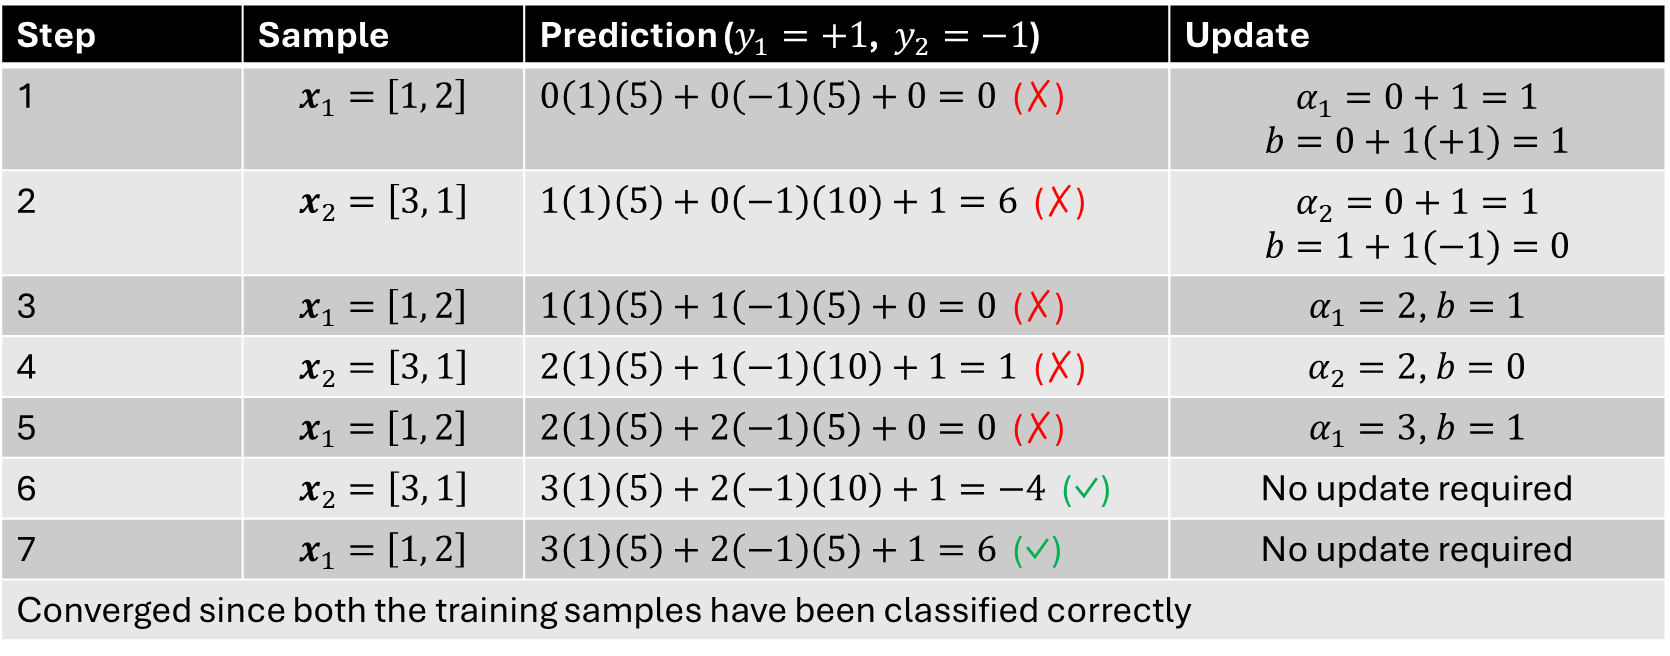 Step Sample Prediction (y₁ = +1, y₂ = −1) Update
1 x₁ = [1, 2] 0(1)(5) + 0(−1)(5) + 0 = 0 (✗) α₁ = 0 + 1 = 1
b = 0 + 1(+1) = 1
2 x₂ = [3, 1] 1(1)(5) + 0(−1)(10) + 1 = 6 (✗) α₂ = 0 + 1 = 1
b = 1 + 1(−1) = 0
3 x₁ = [1, 2] 1(1)(5) + 1(−1)(5) + 0 = 0 (✗) α₁ = 2, b = 1
4 x₂ = [3, 1] 2(1)(5) + 1(−1)(10) + 1 = 1 (✗) α₂ = 2, b = 0
5 x₁ = [1, 2] 2(1)(5) + 2(−1)(5) + 0 = 0 (✗) α₁ = 3, b = 1
6 x₂ = [3, 1] 3(1)(5) + 2(−1)(10) + 1 = −4 (✓) No update required
7 x₁ = [1, 2] 3(1)(5) + 2(−1)(5) + 1 = 6 (✓) No update required
Converged since both the training samples have been classified correctly